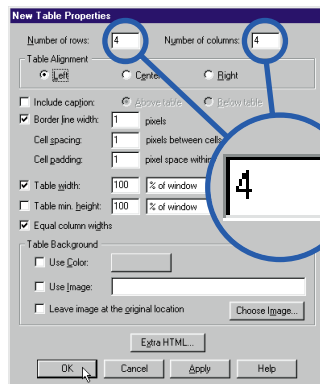 New Table Properties
Number of rows: 4 Number of columns: 4
Table Alignment
Left Center Right
Include caption: Above table Below table
Border line width: 1 pixels
Cell spacing: 1 pixels between cells
Cell padding: 1 pixel space within
4
Table width: 100 % of window
Table min. height: 100 % of window
Equal column widths
Table Background
Use Color:
Use Image:
Leave image at the original location Choose Image...
Extra HTML...
OK Cancel Apply Help